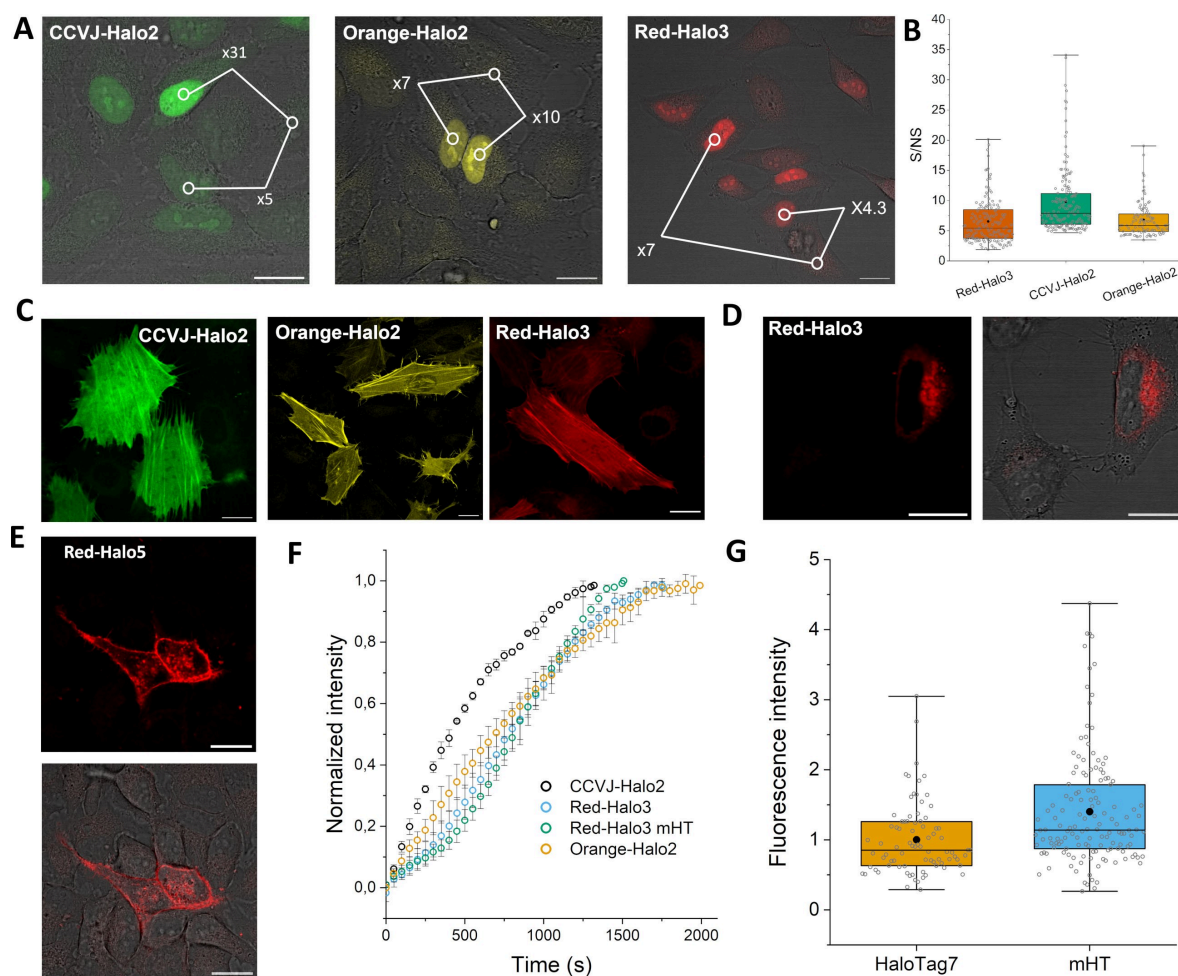 A
CCVJ-Halo2
x31
x5
Orange-Halo2
x7
x10
Red-Halo3
x7
X4.3
B
S/NS
40
35
30
25
20
15
10
5
0
Red-Halo3
CCVJ-Halo2
Orange-Halo2
C
CCVJ-Halo2
Orange-Halo2
Red-Halo3
D
Red-Halo3
E
Red-Halo5
F
Normalized intensity
1,0
0,8
0,6
0,4
0,2
0,0
CCVJ-Halo2
Red-Halo3
Red-Halo3 mHT
Orange-Halo2
0
500
1000
1500
2000
Time (s)
G
Fluorescence intensity
5
4
3
2
1
0
HaloTag7
mHT